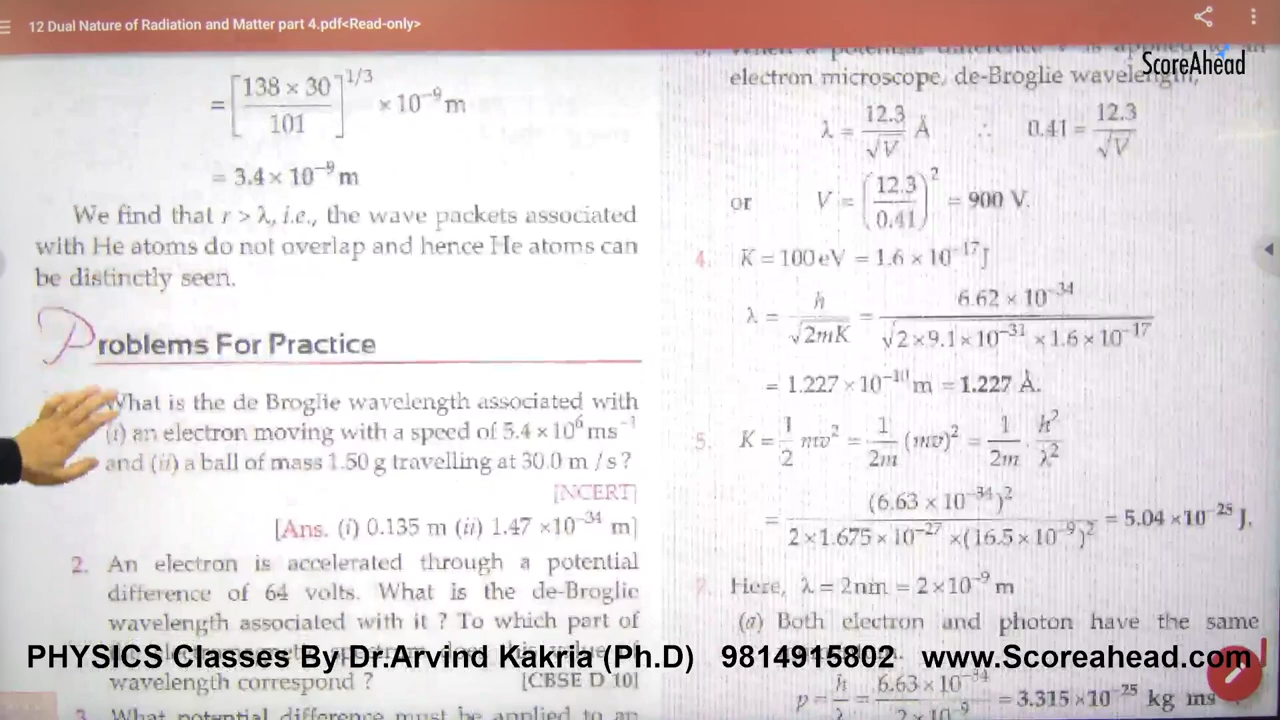 12 Dual Nature of Radiation and Matter part 4.pdf<Read-only>
ScoreAhead
= [138 × 30 / 101]^1/3 × 10^-9 m
= 3.4 × 10^-9 m
We find that r > λ, i.e., the wave packets associated
with He atoms do not overlap and hence He atoms can
be distinctly seen.
Problems For Practice
What is the de Broglie wavelength associated with
(i) an electron moving with a speed of 5.4 × 10^6 ms^-1
and (ii) a ball of mass 1.50 g travelling at 30.0 m /s?
[NCERT]
[Ans. (i) 0.135 m (ii) 1.47 ×10^-34 m]
2. An electron is accelerated through a potential
difference of 64 volts. What is the de-Broglie
wavelength associated with it ? To which part of
wavelength correspond ? [CBSE D 10]
3. What potential difference must be applied to an
electron microscope, de-Broglie wavelength,
λ = 12.3 / √V Å ∴ 0.41 = 12.3 / √V
or V = (12.3 / 0.41)^2 = 900 V.
4. K = 100 eV = 1.6 × 10^-17 J
λ = h / √2mK = 6.62 × 10^-34 / √2 × 9.1 × 10^-31 × 1.6 × 10^-17
= 1.227 × 10^-10 m = 1.227 Å.
5. K = 1/2 mv^2 = 1/2m (mv)^2 = 1/2m · h^2/λ^2
= (6.63 × 10^-34)^2 / 2 × 1.675 × 10^-27 × (16.5 × 10^-9)^2 = 5.04 × 10^-25 J.
Here, λ = 2nm = 2 × 10^-9 m
(a) Both electron and photon have the same
p = h/λ = 6.63 × 10^-34 / 2 × 10^-9 = 3.315 × 10^-25 kg ms
PHYSICS Classes By Dr.Arvind Kakria (Ph.D) 9814915802 www.Scoreahead.com